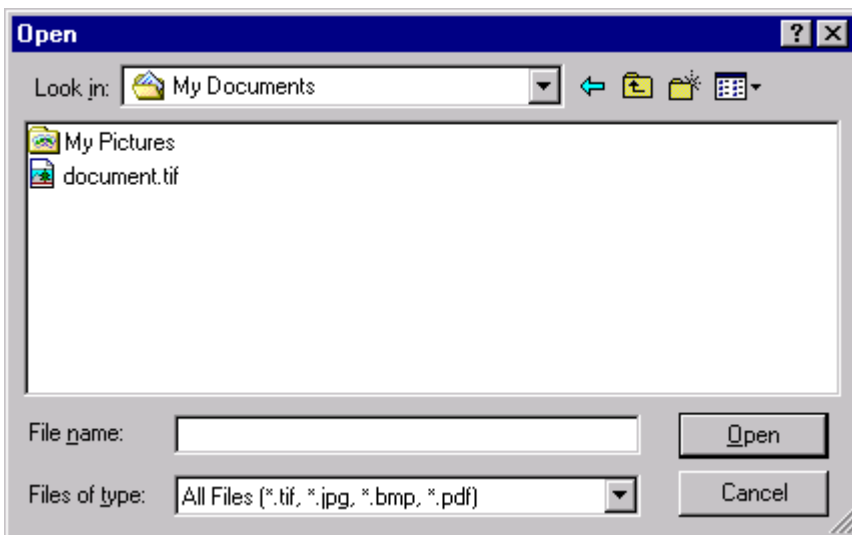 Open
Look in: My Documents
My Pictures
document.tif
File name: Open
Files of type: All Files (*.tif, *.jpg, *.bmp, *.pdf) Cancel